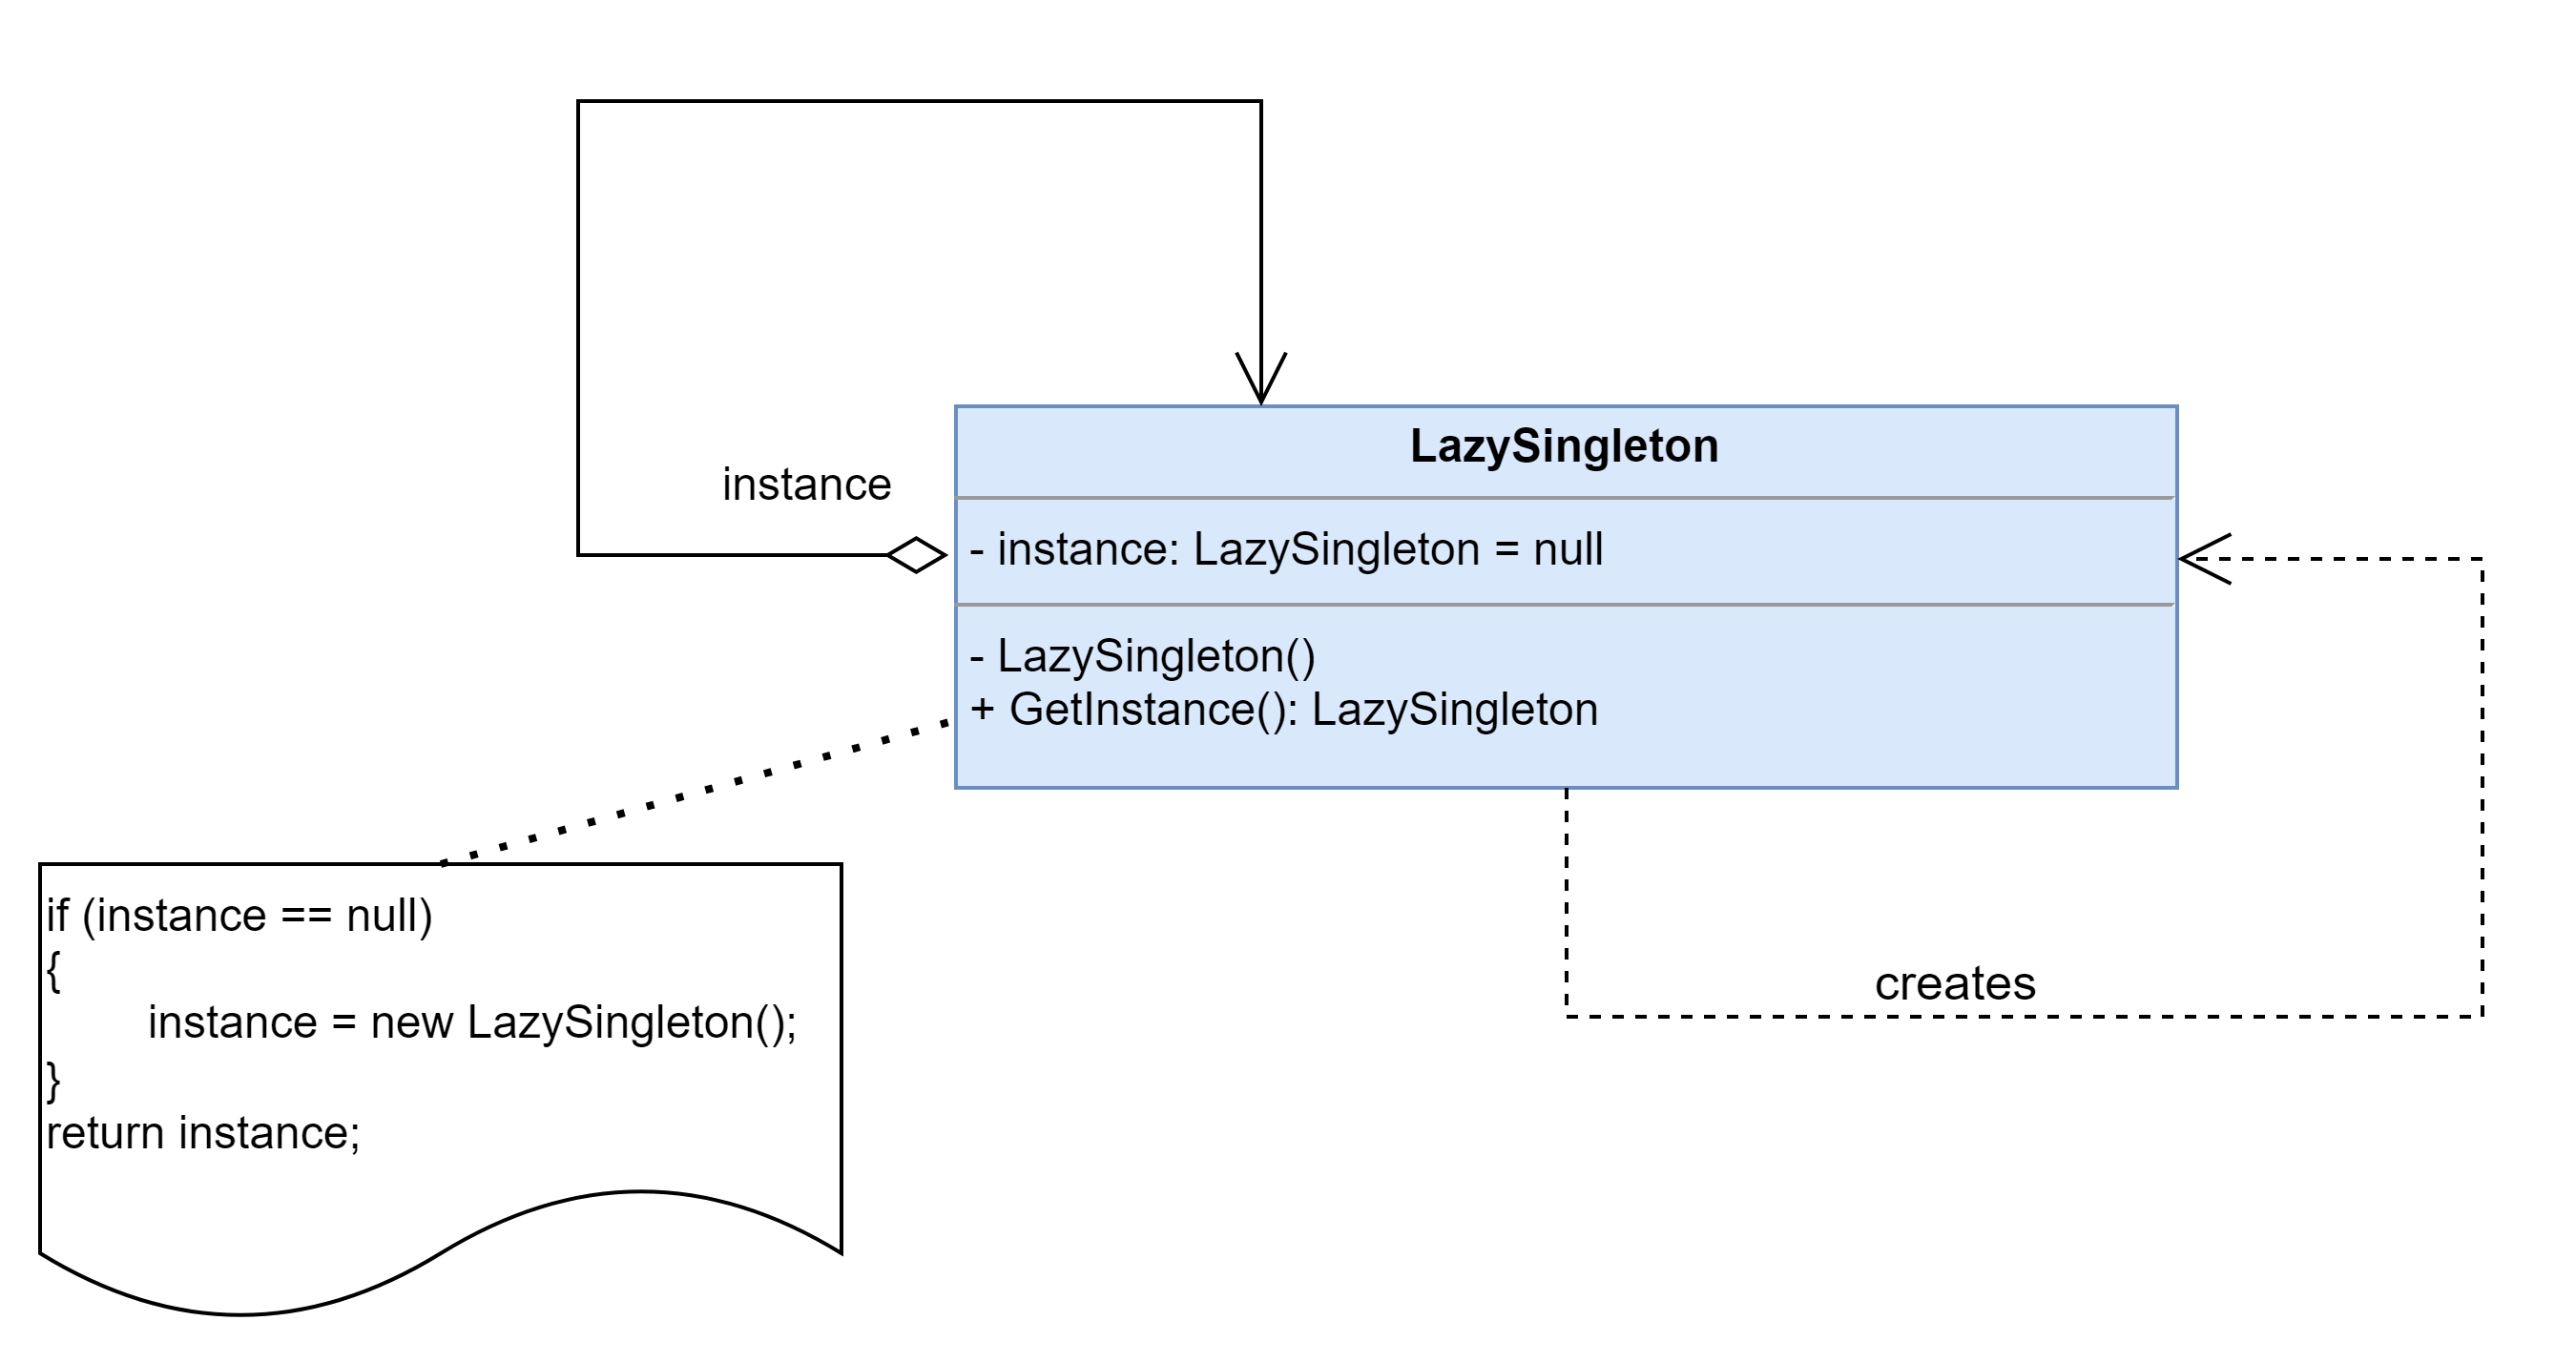 LazySingleton
instance
- instance: LazySingleton = null
- LazySingleton()
+ GetInstance(): LazySingleton
if (instance == null)
{
instance = new LazySingleton();
}
return instance;
creates